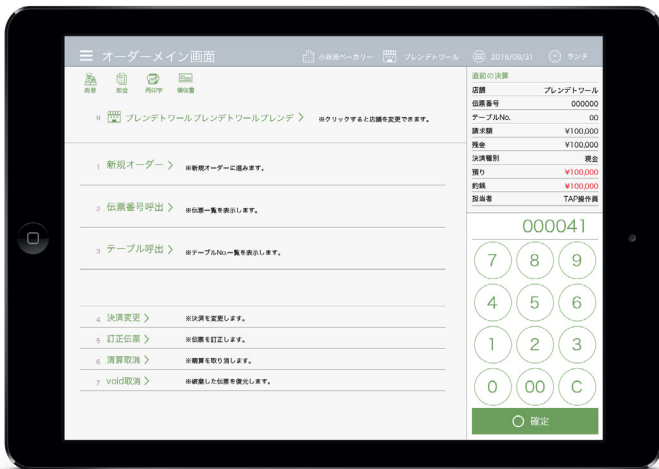 オーダーメイン画面
小谷流ベーカリー
プレンデトワール
2016/08/31
ランチ
両替
照会
再印字
領収書
0 プレンデトワールプレンデトワールプレンデ ※クリックすると店舗を変更できます。
1 新規オーダー ※新規オーダーに進みます。
2 伝票番号呼出 ※伝票一覧を表示します。
3 テーブル呼出 ※テーブルNo.一覧を表示します。
4 決済変更 ※決済を変更します。
5 訂正伝票 ※伝票を訂正します。
6 清算取消 ※精算を取り消します。
7 void取消 ※破棄した伝票を復元します。
直前の決算
店舗 プレンデトワール
伝票番号 000000
テーブルNo. 00
請求額 ¥100,000
残会 ¥100,000
決済種別 現会
預り ¥100,000
釣銭 ¥100,000
担当者 TAP操作員
000041
7 8 9
4 5 6
1 2 3
0 00 C
確定